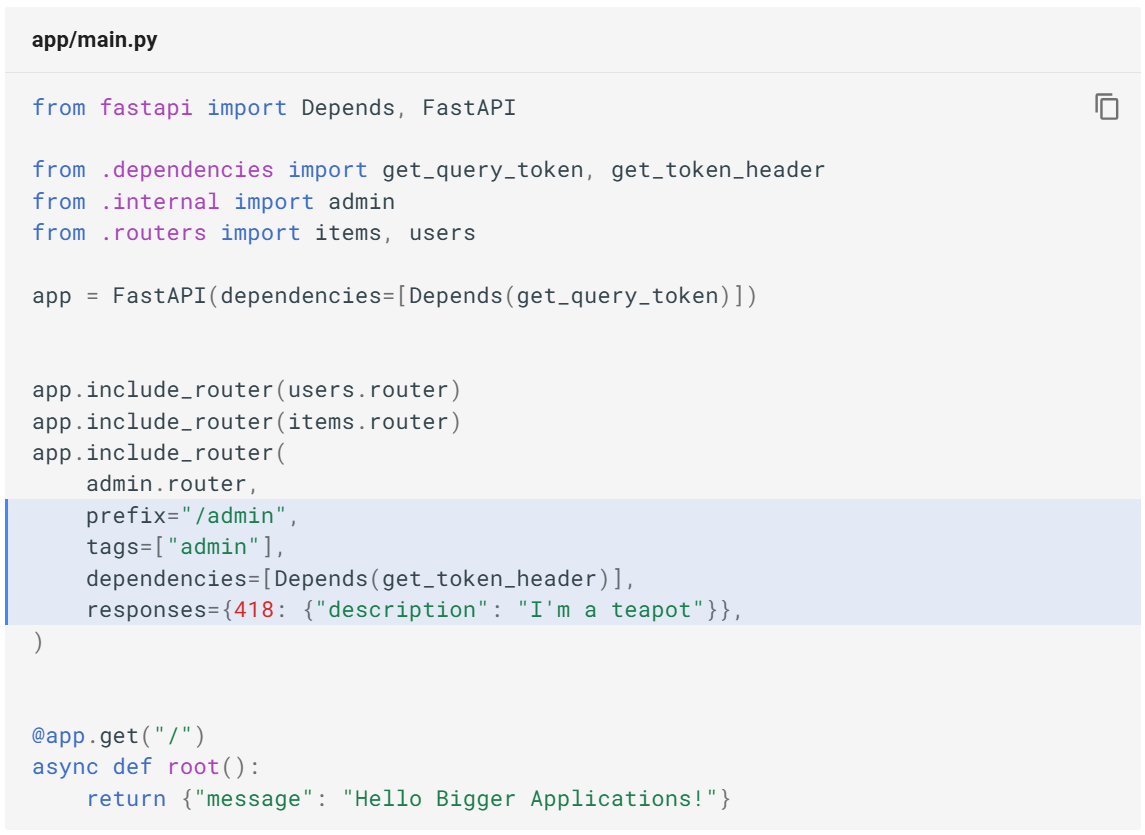 app/main.py
from fastapi import Depends, FastAPI
from .dependencies import get_query_token, get_token_header
from .internal import admin
from .routers import items, users
app = FastAPI(dependencies=[Depends(get_query_token)])
app.include_router(users.router)
app.include_router(items.router)
app.include_router(
    admin.router,
    prefix="/admin",
    tags=["admin"],
    dependencies=[Depends(get_token_header)],
    responses={418: {"description": "I'm a teapot"}},
)
@app.get("/")
async def root():
    return {"message": "Hello Bigger Applications!"}